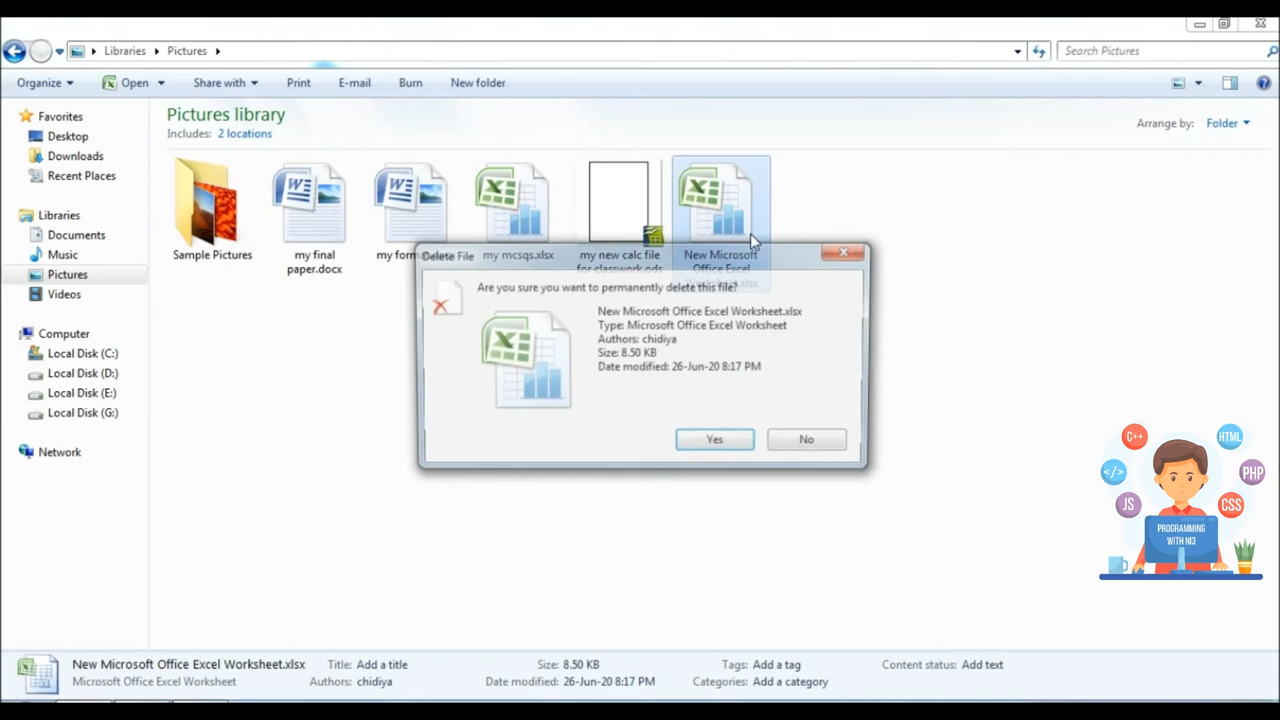 Libraries Pictures
Search Pictures
Organize Open Share with Print E-mail Burn New folder
Pictures library
Includes: 2 locations
Arrange by: Folder
Favorites
Desktop
Downloads
Recent Places
Libraries
Documents
Music
Pictures
Videos
Computer
Local Disk (C:)
Local Disk (D:)
Local Disk (E:)
Local Disk (G:)
Network
Sample Pictures
my final
paper.docx
my mcsqs.xlsx
my new calc file
for classwork.ods
New Microsoft
Office Excel
Delete File
Are you sure you want to permanently delete this file?
New Microsoft Office Excel Worksheet.xlsx
Type: Microsoft Office Excel Worksheet
Authors: chidiya
Size: 8.50 KB
Date modified: 26-Jun-20 8:17 PM
Yes No
C++
HTML
</>
PHP
JS
CSS
PROGRAMMING
WITH NI3
New Microsoft Office Excel Worksheet.xlsx Title: Add a title Size: 8.50 KB Tags: Add a tag Content status: Add text
Microsoft Office Excel Worksheet Authors: chidiya Date modified: 26-Jun-20 8:17 PM Categories: Add a category